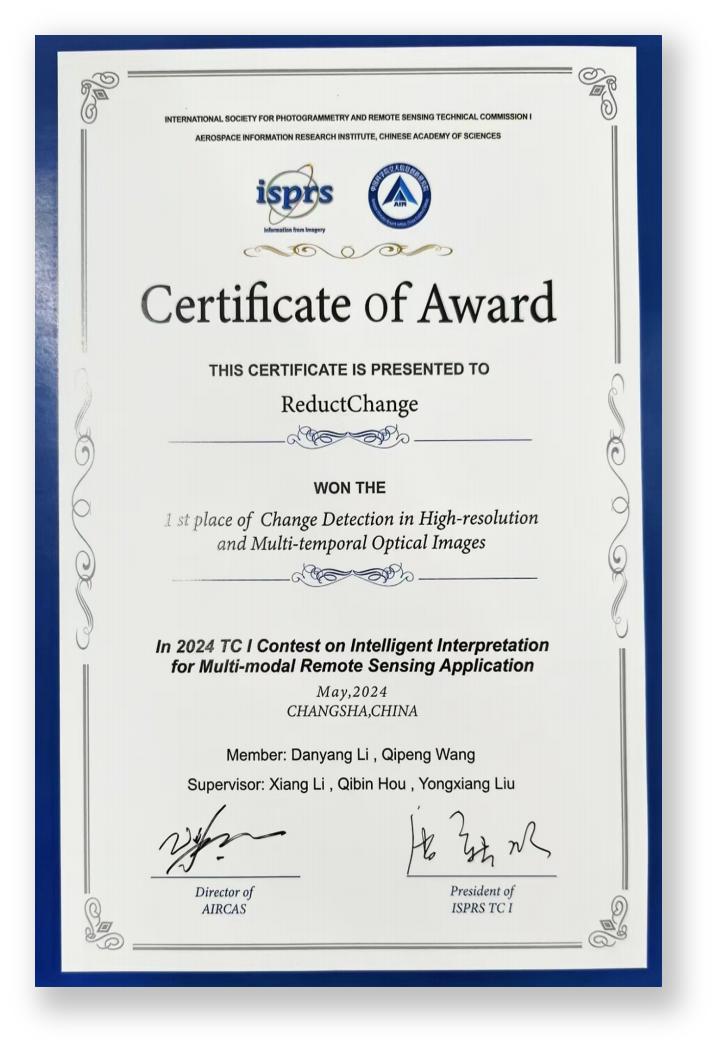 INTERNATIONAL SOCIETY FOR PHOTOGRAMMETRY AND REMOTE SENSING TECHNICAL COMMISSION I
AEROSPACE INFORMATION RESEARCH INSTITUTE, CHINESE ACADEMY OF SCIENCES
isprs
information from imagery
AIR
Certificate of Award
THIS CERTIFICATE IS PRESENTED TO
ReductChange
WON THE
1 st place of Change Detection in High-resolution
and Multi-temporal Optical Images
In 2024 TC I Contest on Intelligent Interpretation
for Multi-modal Remote Sensing Application
May,2024
CHANGSHA,CHINA
Member: Danyang Li , Qipeng Wang
Supervisor: Xiang Li , Qibin Hou , Yongxiang Liu
Director of
AIRCAS
President of
ISPRS TC I